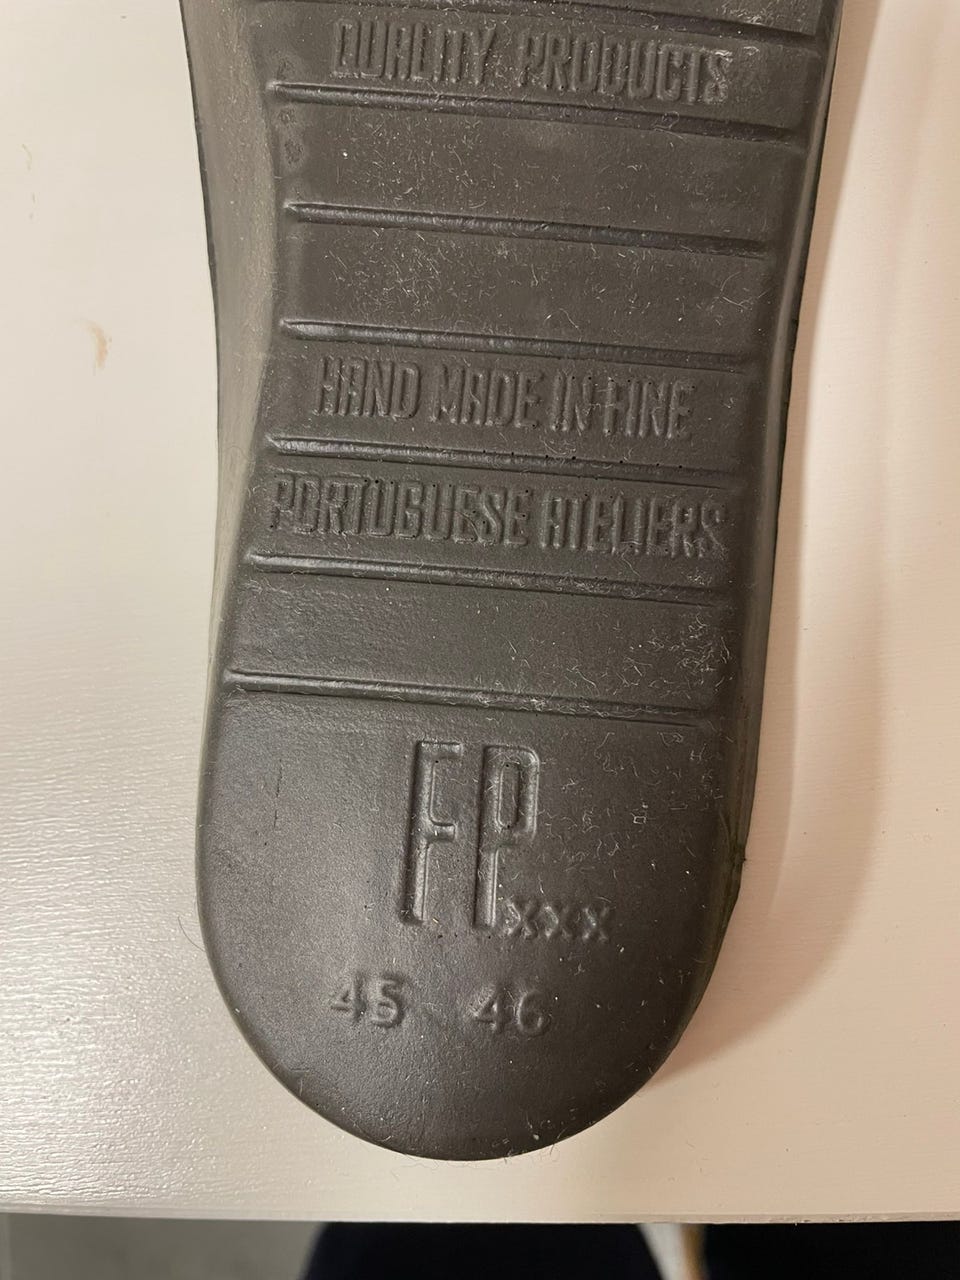 QUALITY PRODUCTS
HAND MADE IN FINE
PORTUGUESE ATELIERS
FP xxx
45 46